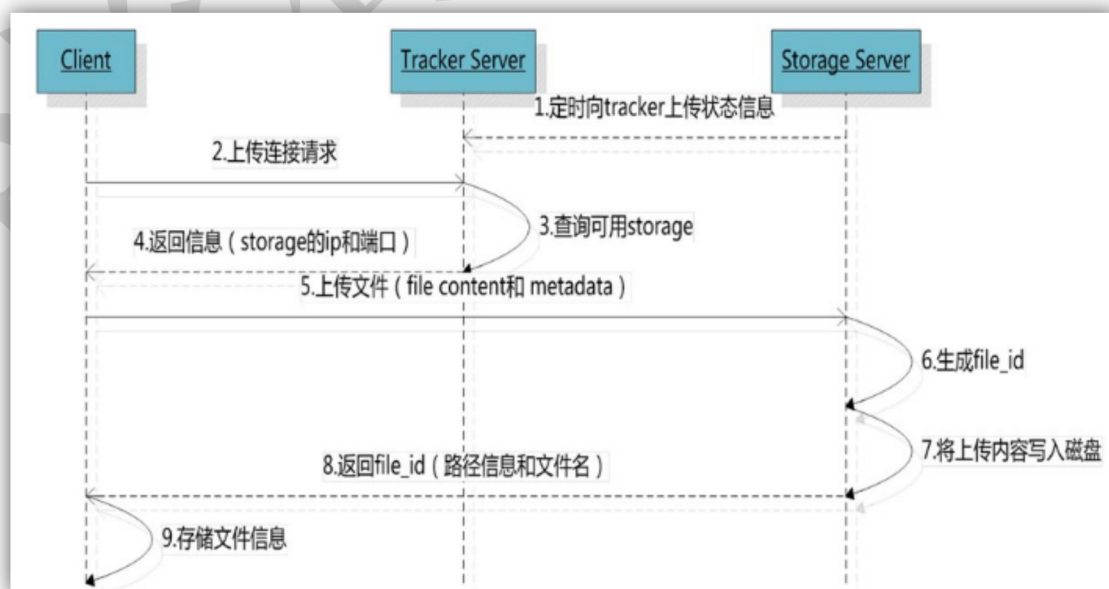 Client
Tracker Server
Storage Server
1.定时向tracker上传状态信息
2.上传连接请求
3.查询可用storage
4.返回信息（storage的ip和端口）
5.上传文件（file content和 metadata）
6.生成file_id
7.将上传内容写入磁盘
8.返回file_id（路径信息和文件名）
9.存储文件信息